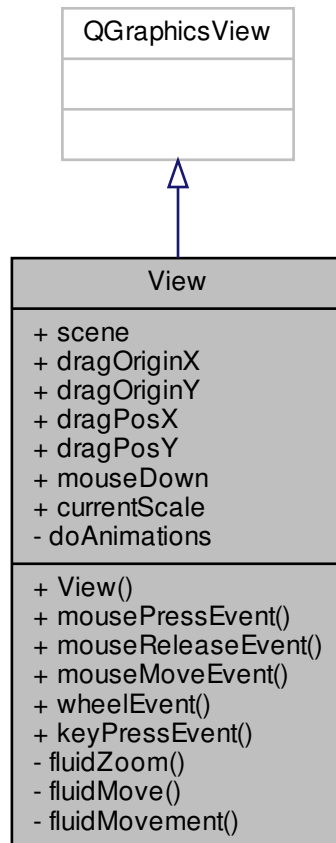 QGraphicsView
View
+ scene
+ dragOriginX
+ dragOriginY
+ dragPosX
+ dragPosY
+ mouseDown
+ currentScale
- doAnimations
+ View()
+ mousePressEvent()
+ mouseReleaseEvent()
+ mouseMoveEvent()
+ wheelEvent()
+ keyPressEvent()
- fluidZoom()
- fluidMove()
- fluidMovement()